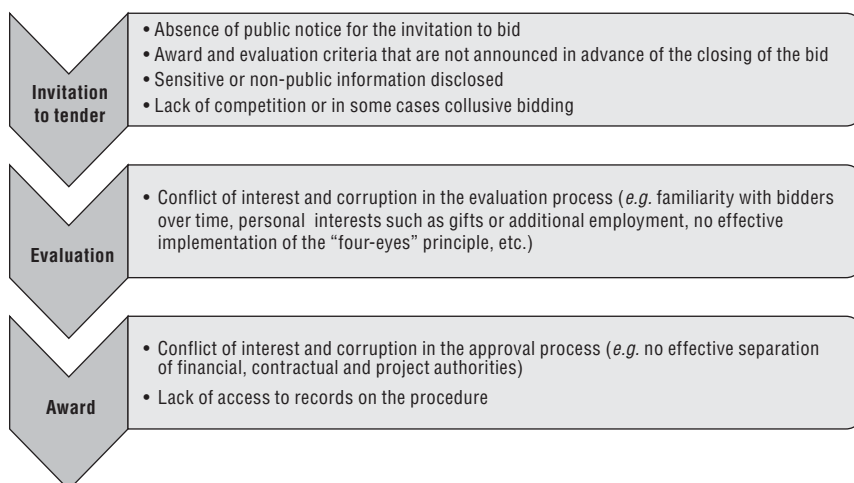 Invitation
to tender
• Absence of public notice for the invitation to bid
• Award and evaluation criteria that are not announced in advance of the closing of the bid
• Sensitive or non-public information disclosed
• Lack of competition or in some cases collusive bidding
Evaluation
• Conflict of interest and corruption in the evaluation process (e.g. familiarity with bidders
over time, personal interests such as gifts or additional employment, no effective
implementation of the “four-eyes” principle, etc.)
Award
• Conflict of interest and corruption in the approval process (e.g. no effective separation
of financial, contractual and project authorities)
• Lack of access to records on the procedure